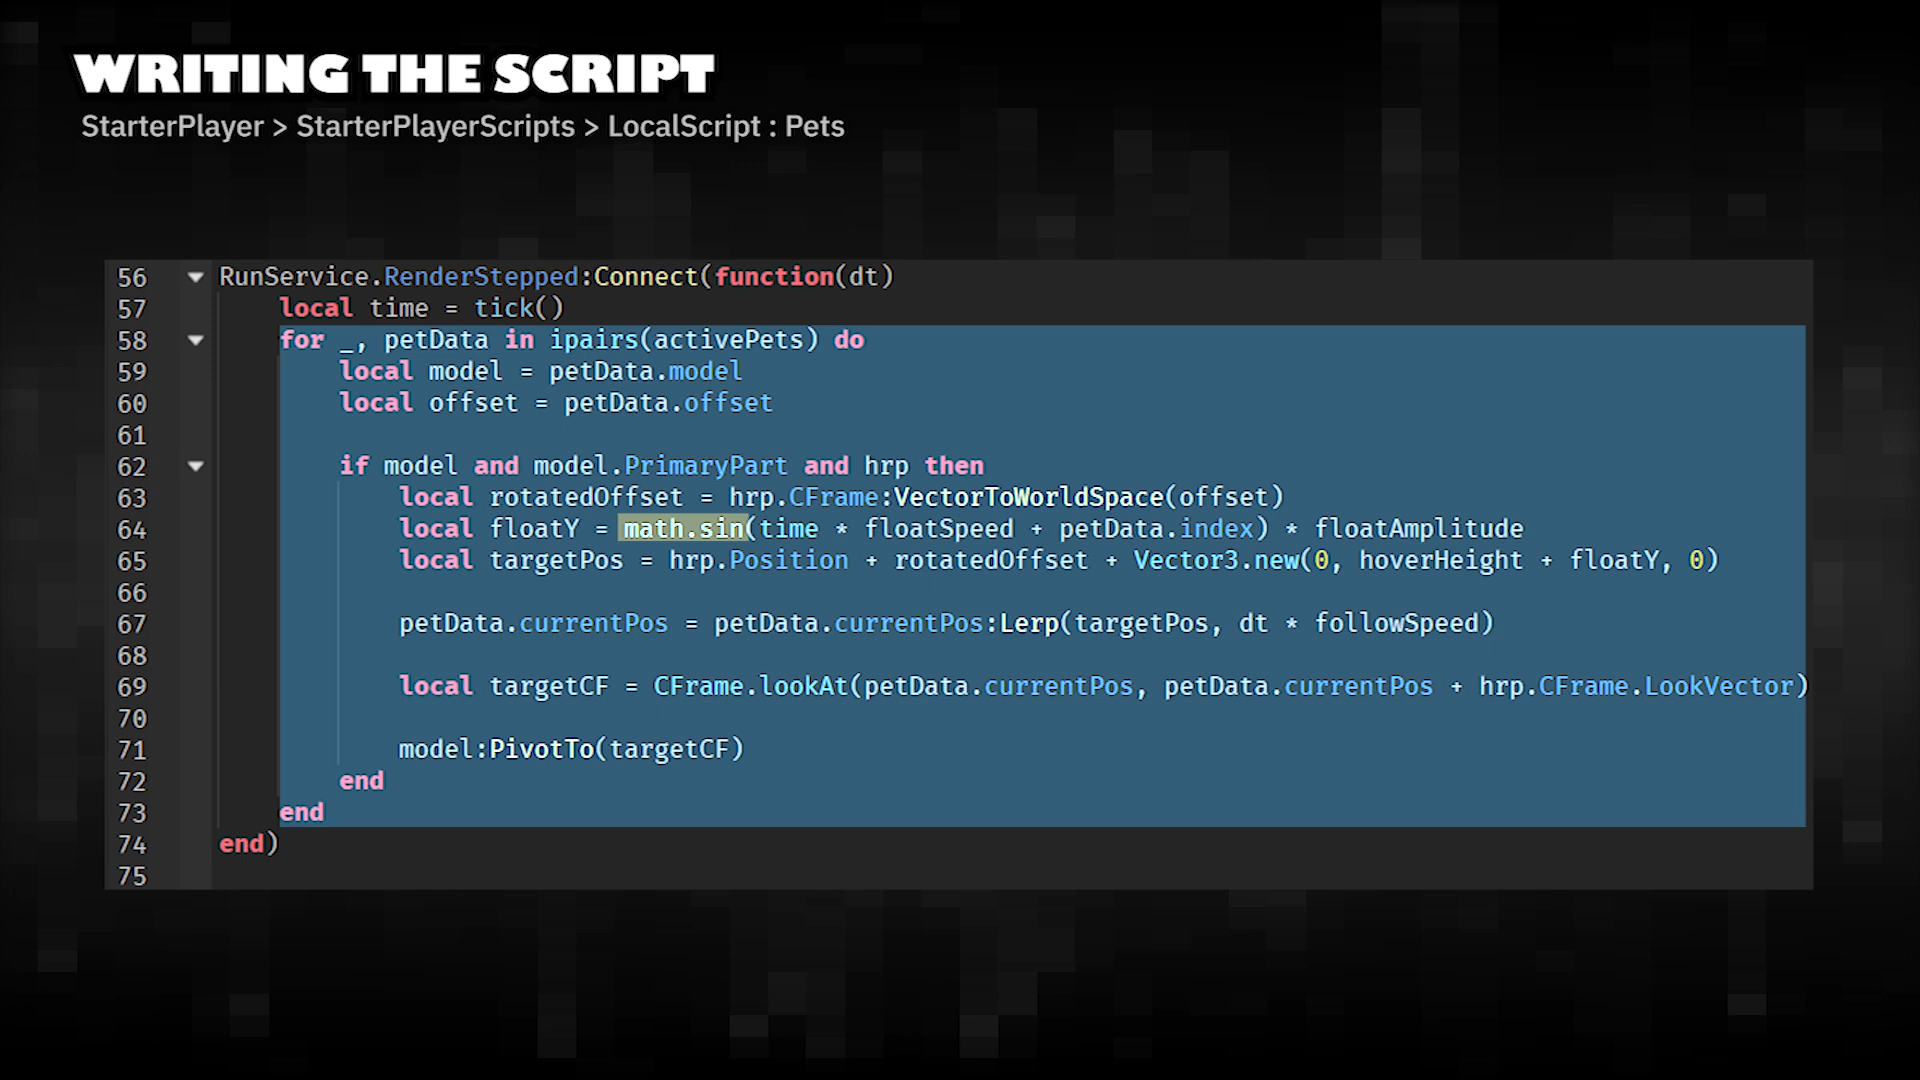 WRITING THE SCRIPT
StarterPlayer > StarterPlayerScripts > LocalScript : Pets
56 RunService.RenderStepped:Connect(function(dt)
57 local time = tick()
58 for _, petData in ipairs(activePets) do
59 local model = petData.model
60 local offset = petData.offset
61
62 if model and model.PrimaryPart and hrp then
63 local rotatedOffset = hrp.CFrame:VectorToWorldSpace(offset)
64 local floatY = math.sin(time * floatSpeed + petData.index) * floatAmplitude
65 local targetPos = hrp.Position + rotatedOffset + Vector3.new(0, hoverHeight + floatY, 0)
66
67 petData.currentPos = petData.currentPos:Lerp(targetPos, dt * followSpeed)
68
69 local targetCF = CFrame.lookAt(petData.currentPos, petData.currentPos + hrp.CFrame.LookVector)
70
71 model:PivotTo(targetCF)
72 end
73 end
74 end)
75